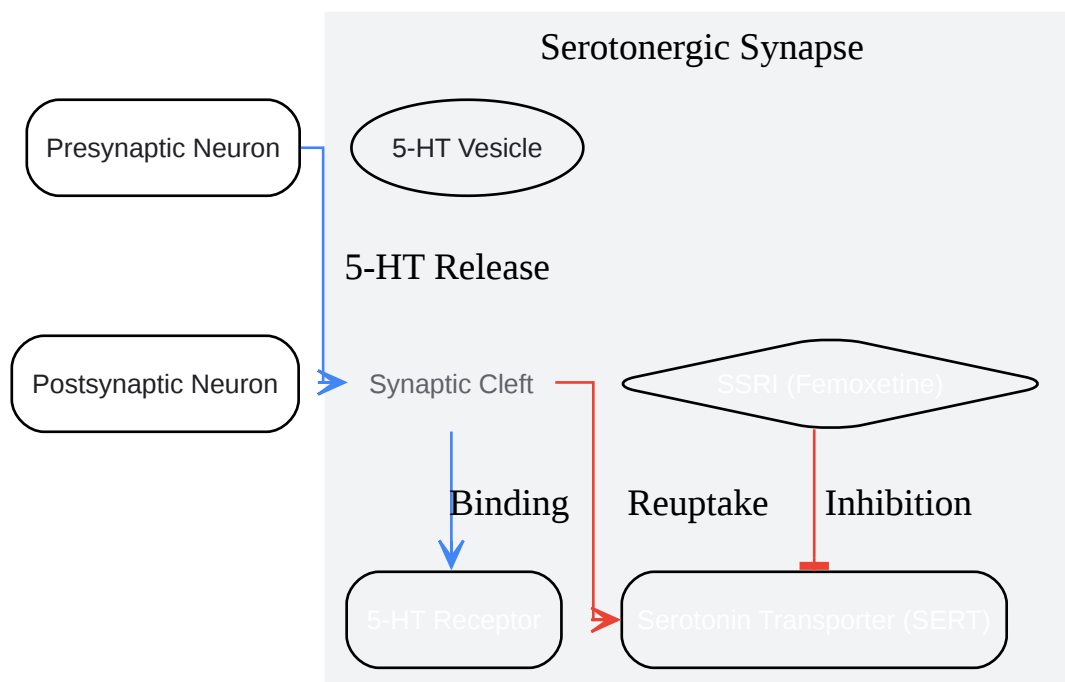 Serotonergic Synapse
Presynaptic Neuron
5-HT Vesicle
5-HT Release
Postsynaptic Neuron
Synaptic Cleft
SSRI (Femoxetine)
Binding
Reuptake
Inhibition
5-HT Receptor
Serotonin Transporter (SERT)